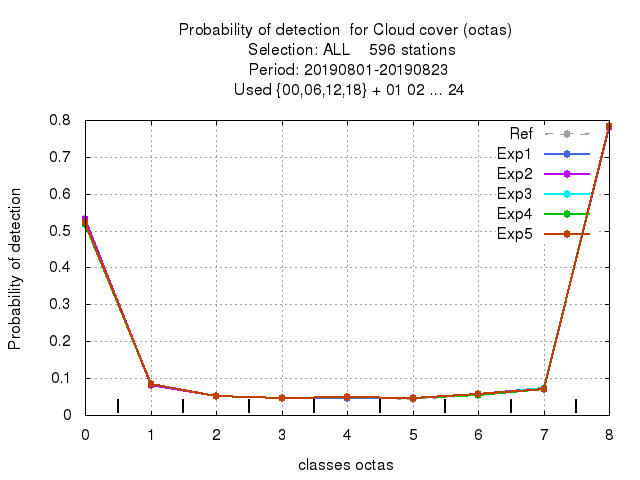 Probability of detection  for Cloud cover (octas)
Selection: ALL    596 stations
Period: 20190801-20190823
Used {00,06,12,18} + 01 02 ... 24
Probability of detection
0.8
0.7
0.6
0.5
0.4
0.3
0.2
0.1
0
Ref
Exp1
Exp2
Exp3
Exp4
Exp5
0 1 2 3 4 5 6 7 8
classes octas